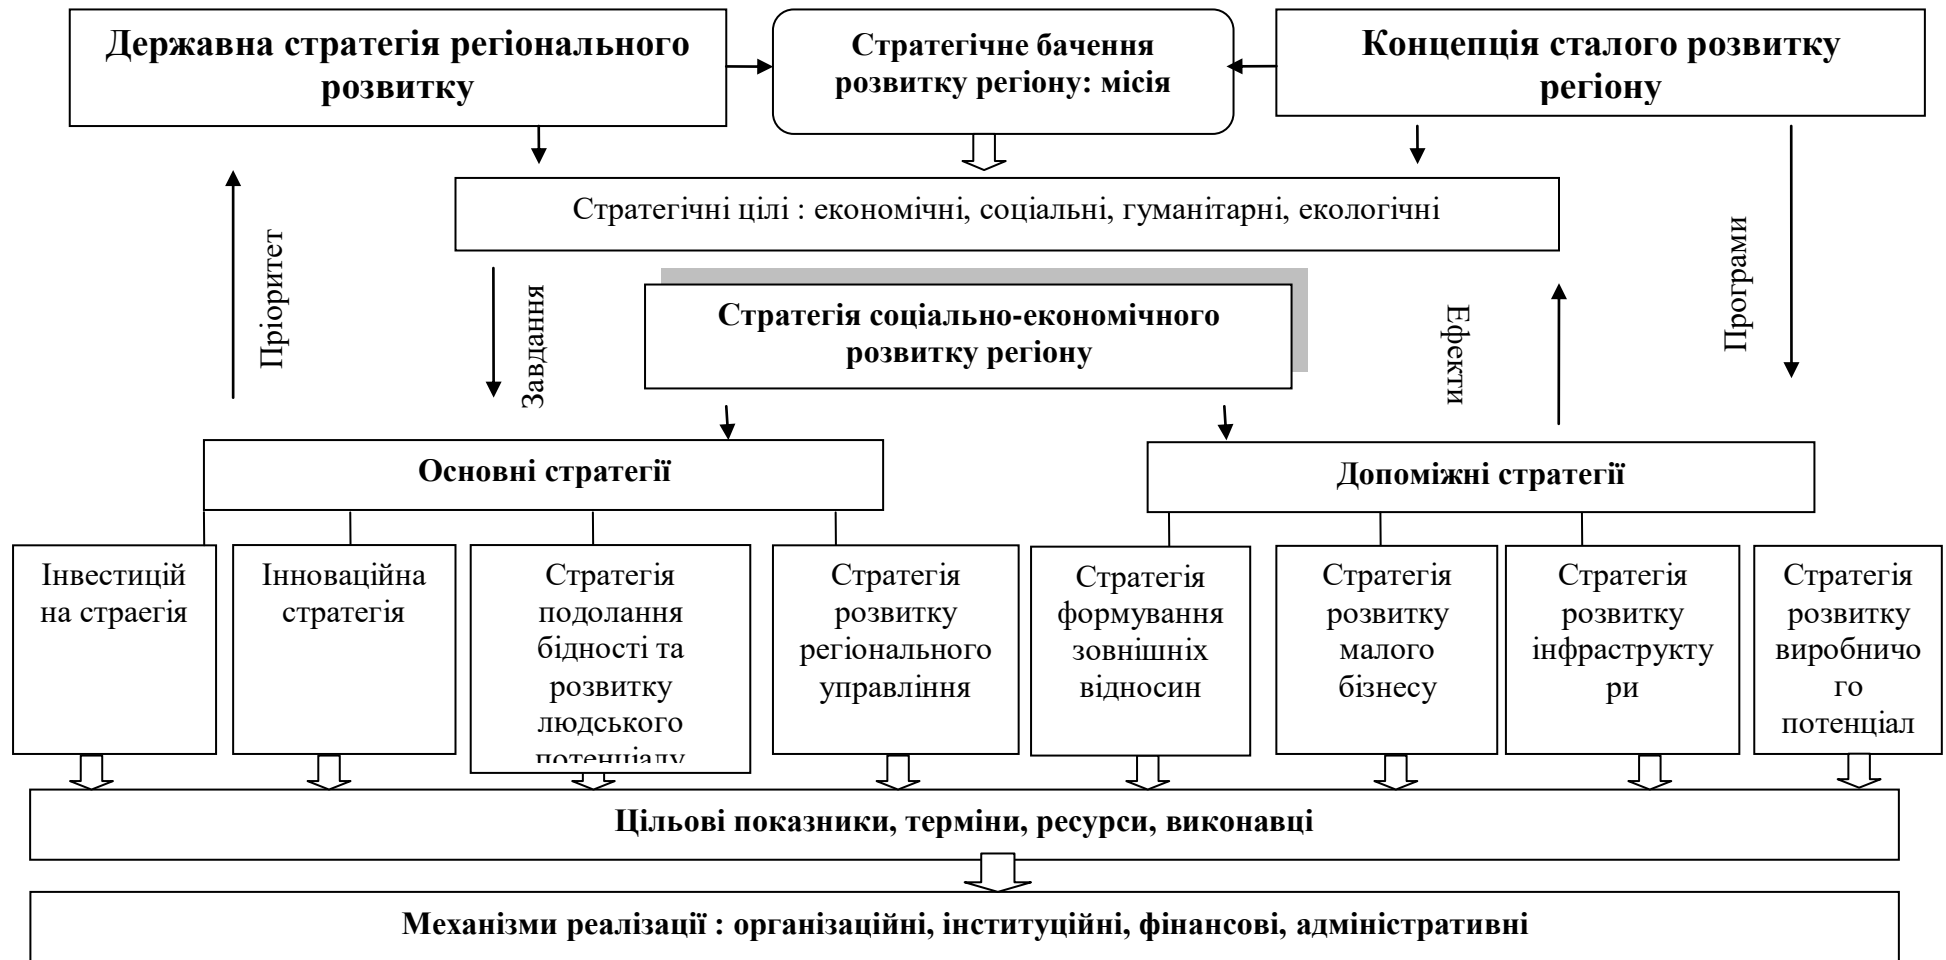 Державна стратегія регіонального
розвитку
Стратегічне бачення
розвитку регіону: місія
Концепція сталого розвитку
регіону
Стратегічні цілі : економічні, соціальні, гуманітарні, екологічні
Пріоритет
Завдання
Стратегія соціально-економічного
розвитку регіону
Ефекти
Програми
Основні стратегії
Допоміжні стратегії
Інвестицій
на страегія
Інноваційна
стратегія
Стратегія
подолання
бідності та
розвитку
людського
потенціалу
Стратегія
розвитку
регіонального
управління
Стратегія
формування
зовнішніх
відносин
Стратегія
розвитку
малого
бізнесу
Стратегія
розвитку
інфраструкту
ри
Стратегія
розвитку
виробничо
го
потенціал
Цільові показники, терміни, ресурси, виконавці
Механізми реалізації : організаційні, інституційні, фінансові, адміністративні